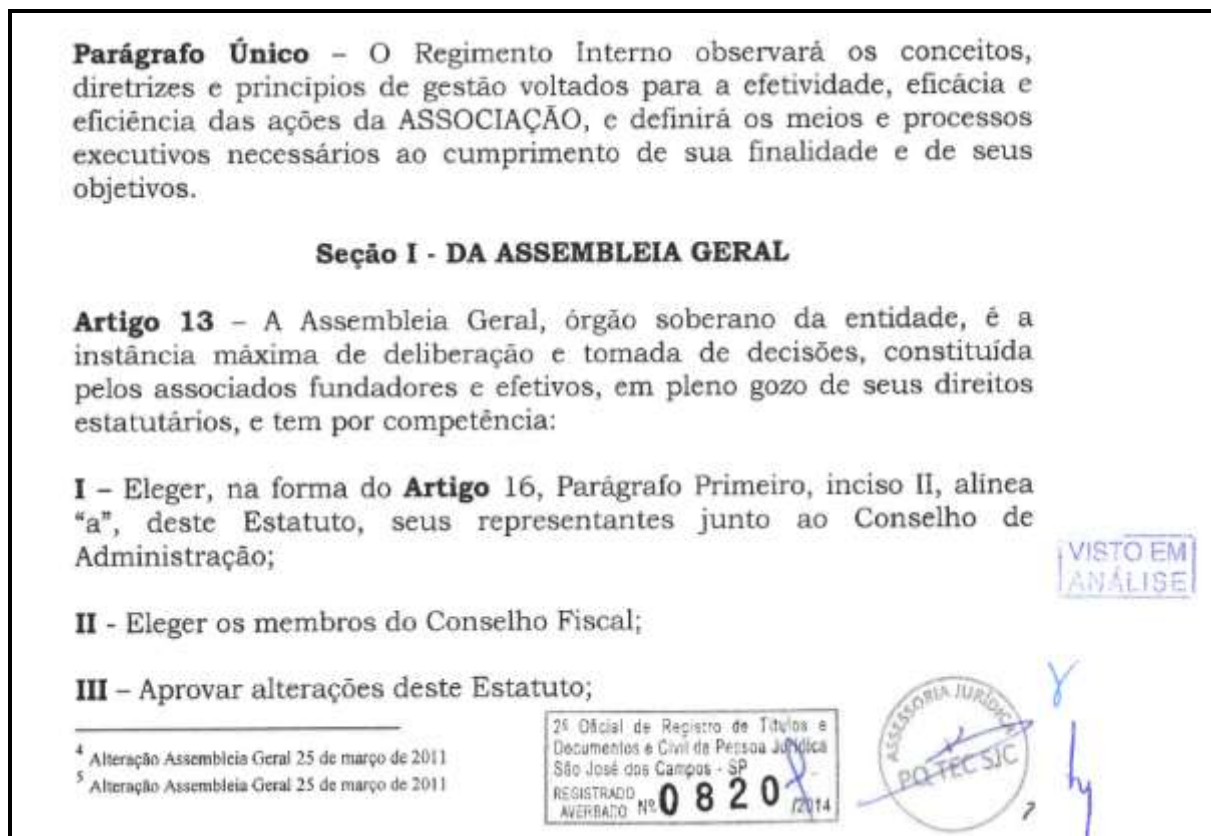 Parágrafo Único – O Regimento Interno observará os conceitos,
diretrizes e princípios de gestão voltados para a efetividade, eficácia e
eficiência das ações da ASSOCIAÇÃO, e definirá os meios e processos
executivos necessários ao cumprimento de sua finalidade e de seus
objetivos.
Seção I - DA ASSEMBLEIA GERAL
Artigo 13 – A Assembleia Geral, órgão soberano da entidade, é a
instância máxima de deliberação e tomada de decisões, constituída
pelos associados fundadores e efetivos, em pleno gozo de seus direitos
estatutários, e tem por competência:
I – Eleger, na forma do Artigo 16, Parágrafo Primeiro, inciso II, alínea
“a”, deste Estatuto, seus representantes junto ao Conselho de
Administração;
VISTO EM
ANÁLISE
II - Eleger os membros do Conselho Fiscal;
III – Aprovar alterações deste Estatuto;
4 Alteração Assembleia Geral 25 de março de 2011
5 Alteração Assembleia Geral 25 de março de 2011
2º Oficial de Registro de Títulos e
Documentos e Civil de Pessoa Jurídica
São José dos Campos - SP
REGISTRADO
AVERBADO Nº 0820 /2014
ASSESSORIA JURÍDICA
PQ TEC SJC
7